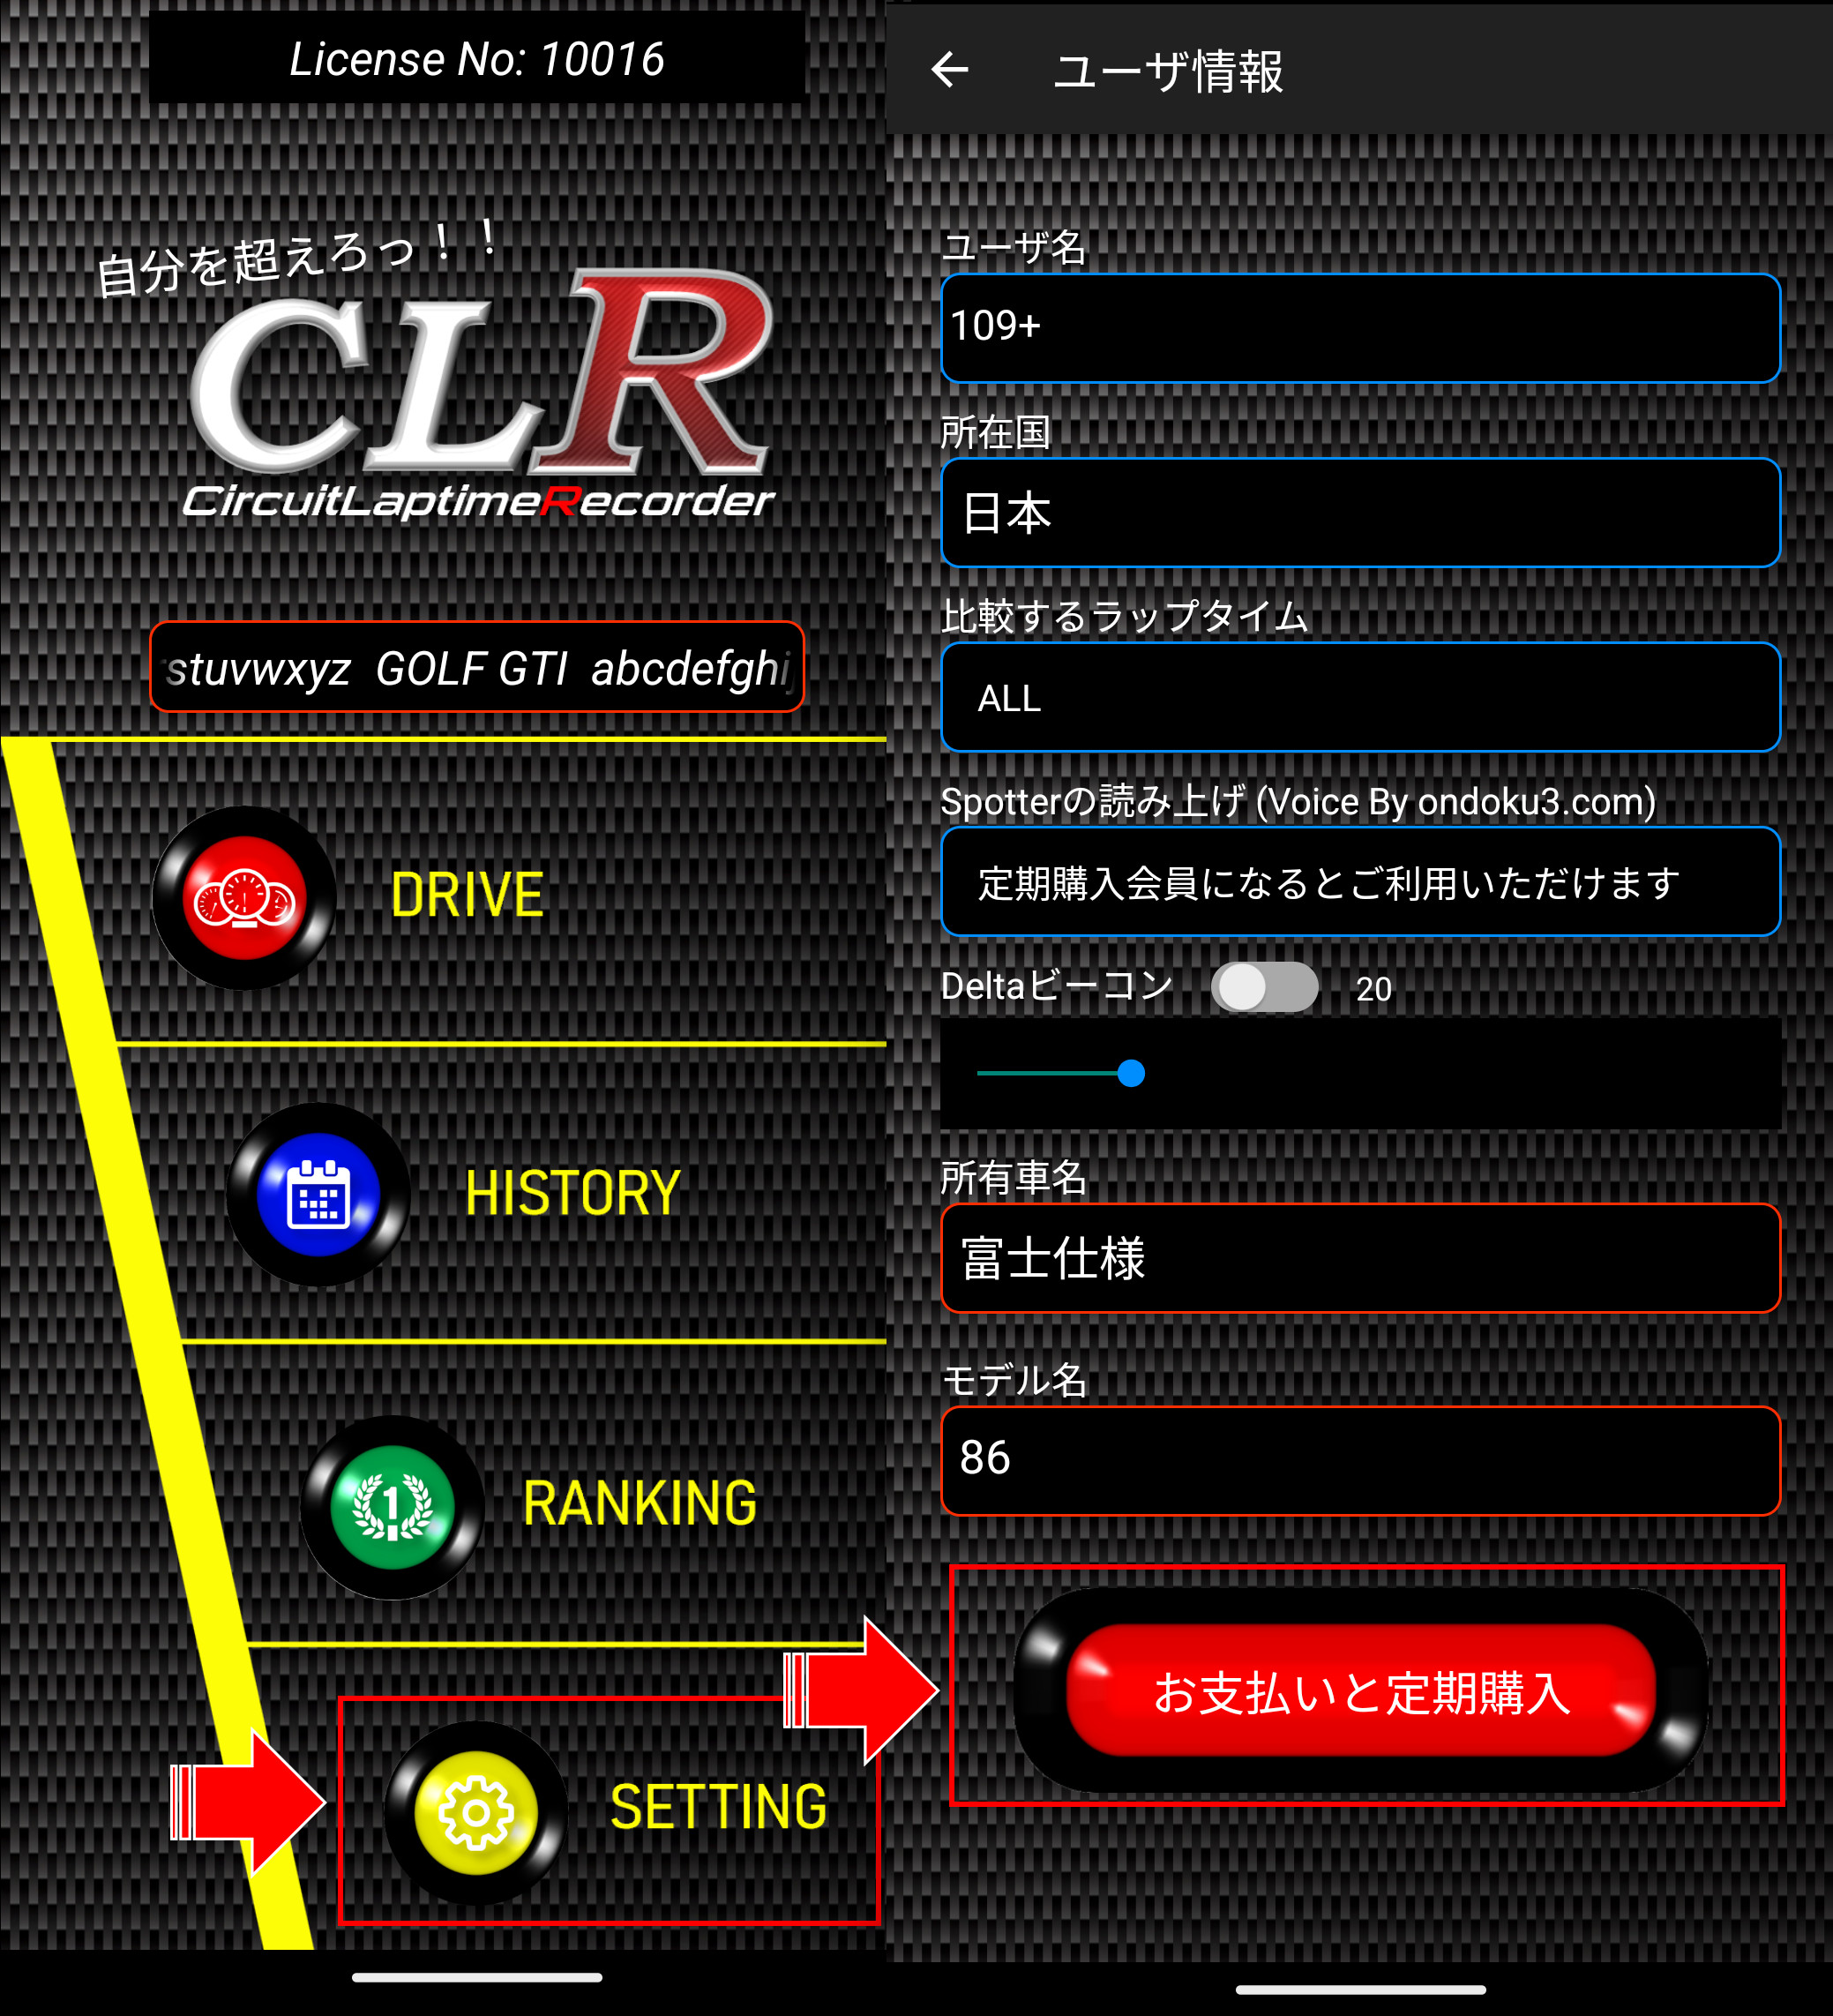 License No: 10016
自分を超えろっ！！
CLR
CircuitLaptimeRecorder
stuvwxyz GOLF GTI abcdefghi
DRIVE
HISTORY
1
RANKING
SETTING
ユーザ情報
ユーザ名
109+
所在国
日本
比較するラップタイム
ALL
Spotterの読み上げ (Voice By ondoku3.com)
定期購入会員になるとご利用いただけます
Deltaビーコン 20
所有車名
富士仕様
モデル名
86
お支払いと定期購入